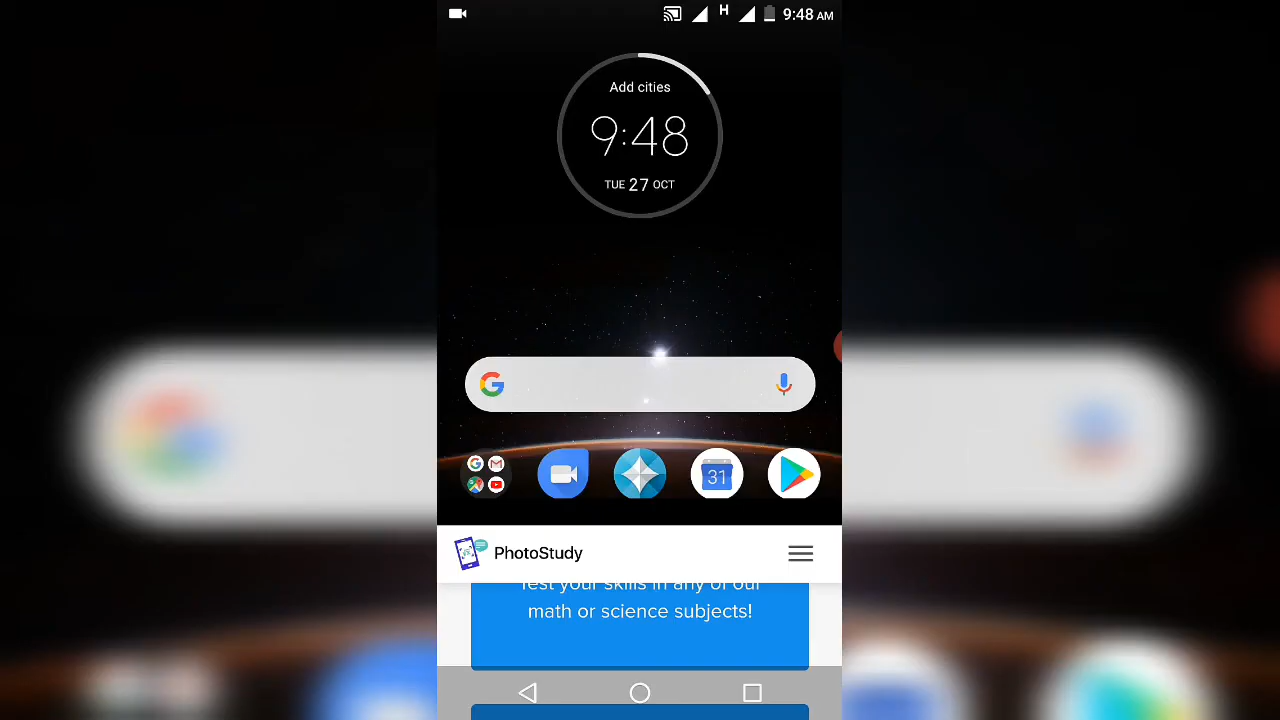 H 9:48 AM
Add cities
9:48
TUE 27 OCT
31
PhotoStudy
Test your skills in any of our
math or science subjects!